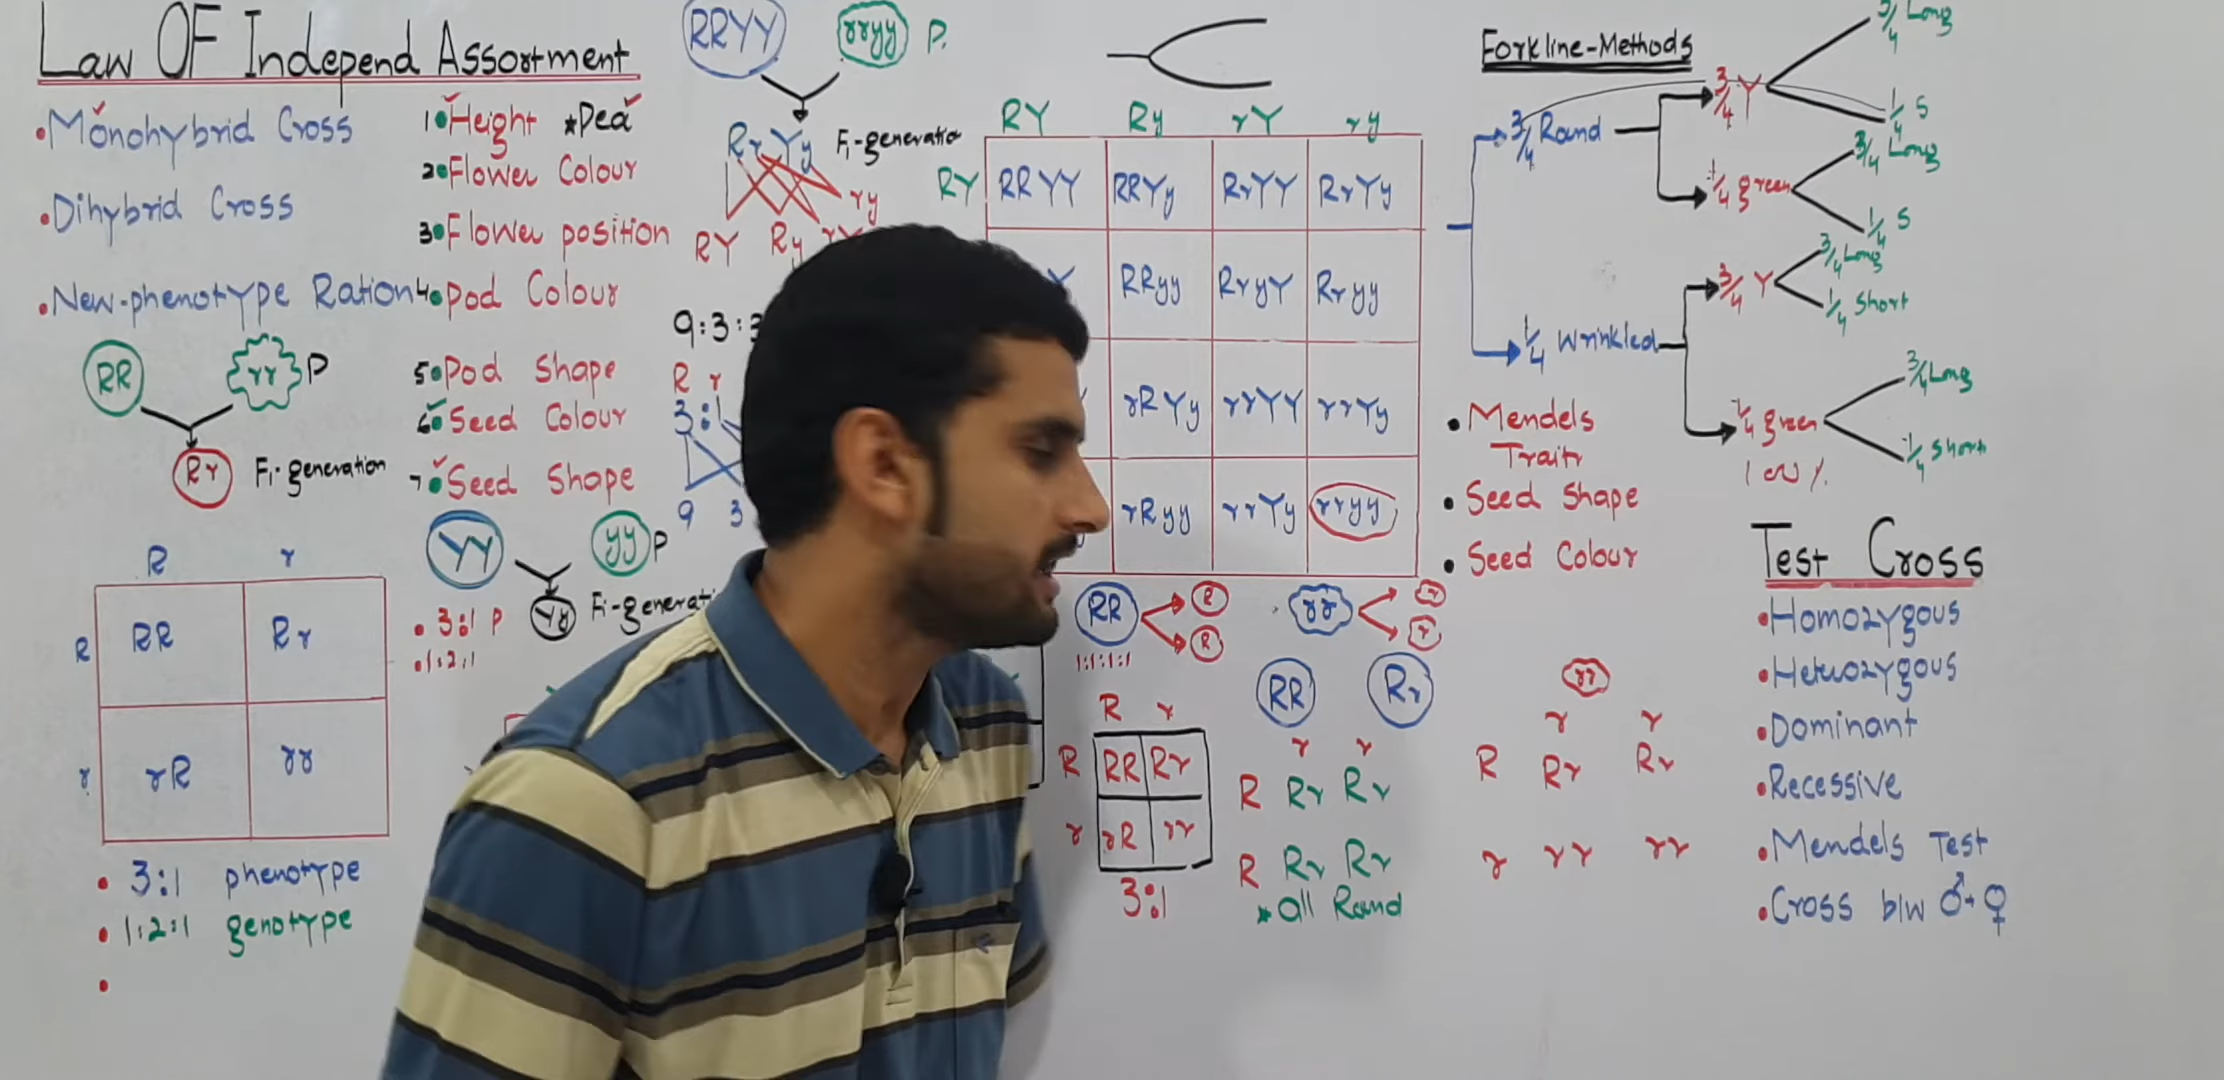 Law OF Independ Assortment
•Monohybrid Cross
•Dihybrid Cross
•New-phenotype Ration
RR
rr
P
Rr
F₁-generation
R r
R
RR
Rr
r
rR
rr
• 3:1 phenotype
• 1:2:1 genotype
1•Height *Pea
2•Flower Colour
3•Flower position
4•Pod Colour
5•Pod Shape
6•Seed Colour
7•Seed Shape
YY
yy
P
• 3:1 P
•1:2:1
Yy
RRYY
rryy
P.
RrYy
F₁-generation
ry
RY
Ry
9:3:3
R r
3:1
9 3
RY Ry rY ry
RY
RRYY
RRYy
RrYY
RrYy
RRyy
RryY
Rryy
rRYy
rrYY
rrYy
rRyy
rrYy
rryy
RR
R
R
1:1:1:1
rr
r
r
R r
R
RR
Rr
r
rR
rr
3:1
RR
Rr
r r
R Rr Rr
R Rr Rr
*all Round
rr
r r
R Rr Rr
r rr rr
Forkline-Methods
3/4 Round
3/4 Y
3/4 Long
1/4 S
1/4 green
3/4 Long
1/4 S
1/4 Wrinkled
3/4 Y
3/4 Long
1/4 Short
1/4 green
3/4 Long
1/4 Short
• Mendels
Traits
• Seed Shape
• Seed Colour
Test Cross
•Homozygous
•Heterozygous
•Dominant
•Recessive
•Mendels Test
•Cross b/w ♂+♀